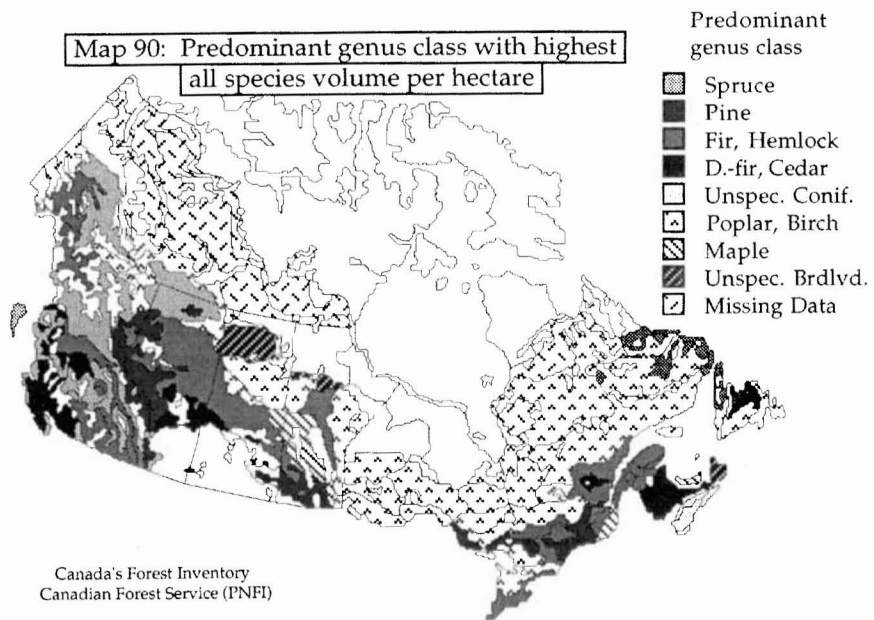 Map 90: Predominant genus class with highest
all species volume per hectare
Predominant
genus class
Spruce
Pine
Fir, Hemlock
D.-fir, Cedar
Unspec. Conif.
Poplar, Birch
Maple
Unspec. Brdlvd.
Missing Data
Canada's Forest Inventory
Canadian Forest Service (PNFI)